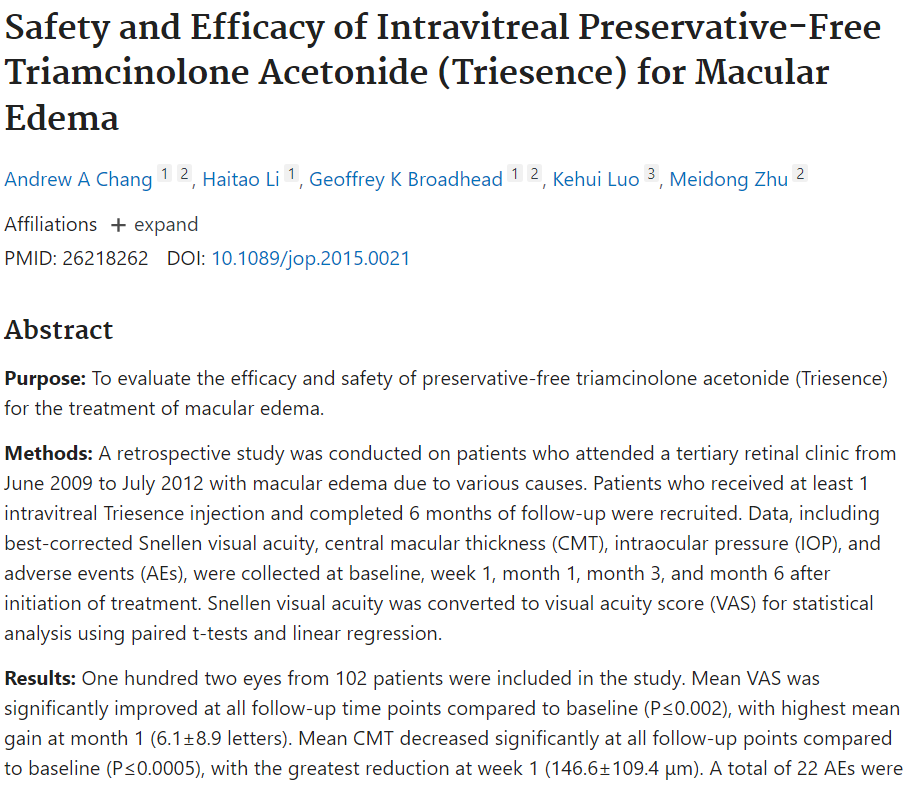 Safety and Efficacy of Intravitreal Preservative-Free
Triamcinolone Acetonide (Triesence) for Macular
Edema
Andrew A Chang 1 2, Haitao Li 1, Geoffrey K Broadhead 1 2, Kehui Luo 3, Meidong Zhu 2
Affiliations + expand
PMID: 26218262 DOI: 10.1089/jop.2015.0021
Abstract
Purpose: To evaluate the efficacy and safety of preservative-free triamcinolone acetonide (Triesence)
for the treatment of macular edema.
Methods: A retrospective study was conducted on patients who attended a tertiary retinal clinic from
June 2009 to July 2012 with macular edema due to various causes. Patients who received at least 1
intravitreal Triesence injection and completed 6 months of follow-up were recruited. Data, including
best-corrected Snellen visual acuity, central macular thickness (CMT), intraocular pressure (IOP), and
adverse events (AEs), were collected at baseline, week 1, month 1, month 3, and month 6 after
initiation of treatment. Snellen visual acuity was converted to visual acuity score (VAS) for statistical
analysis using paired t-tests and linear regression.
Results: One hundred two eyes from 102 patients were included in the study. Mean VAS was
significantly improved at all follow-up time points compared to baseline (P≤0.002), with highest mean
gain at month 1 (6.1±8.9 letters). Mean CMT decreased significantly at all follow-up points compared
to baseline (P≤0.0005), with the greatest reduction at week 1 (146.6±109.4 μm). A total of 22 AEs were